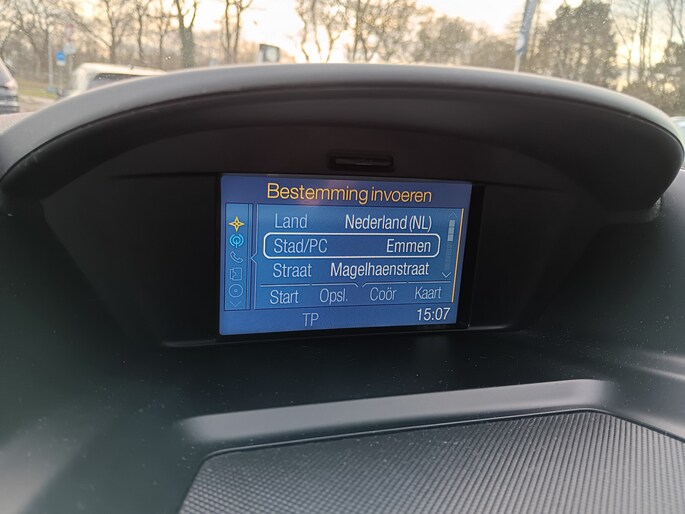 Bestemming invoeren
Land Nederland (NL)
Stad/PC Emmen
Straat Magelhaenstraat
Start Opsl. Coör Kaart
TP 15:07